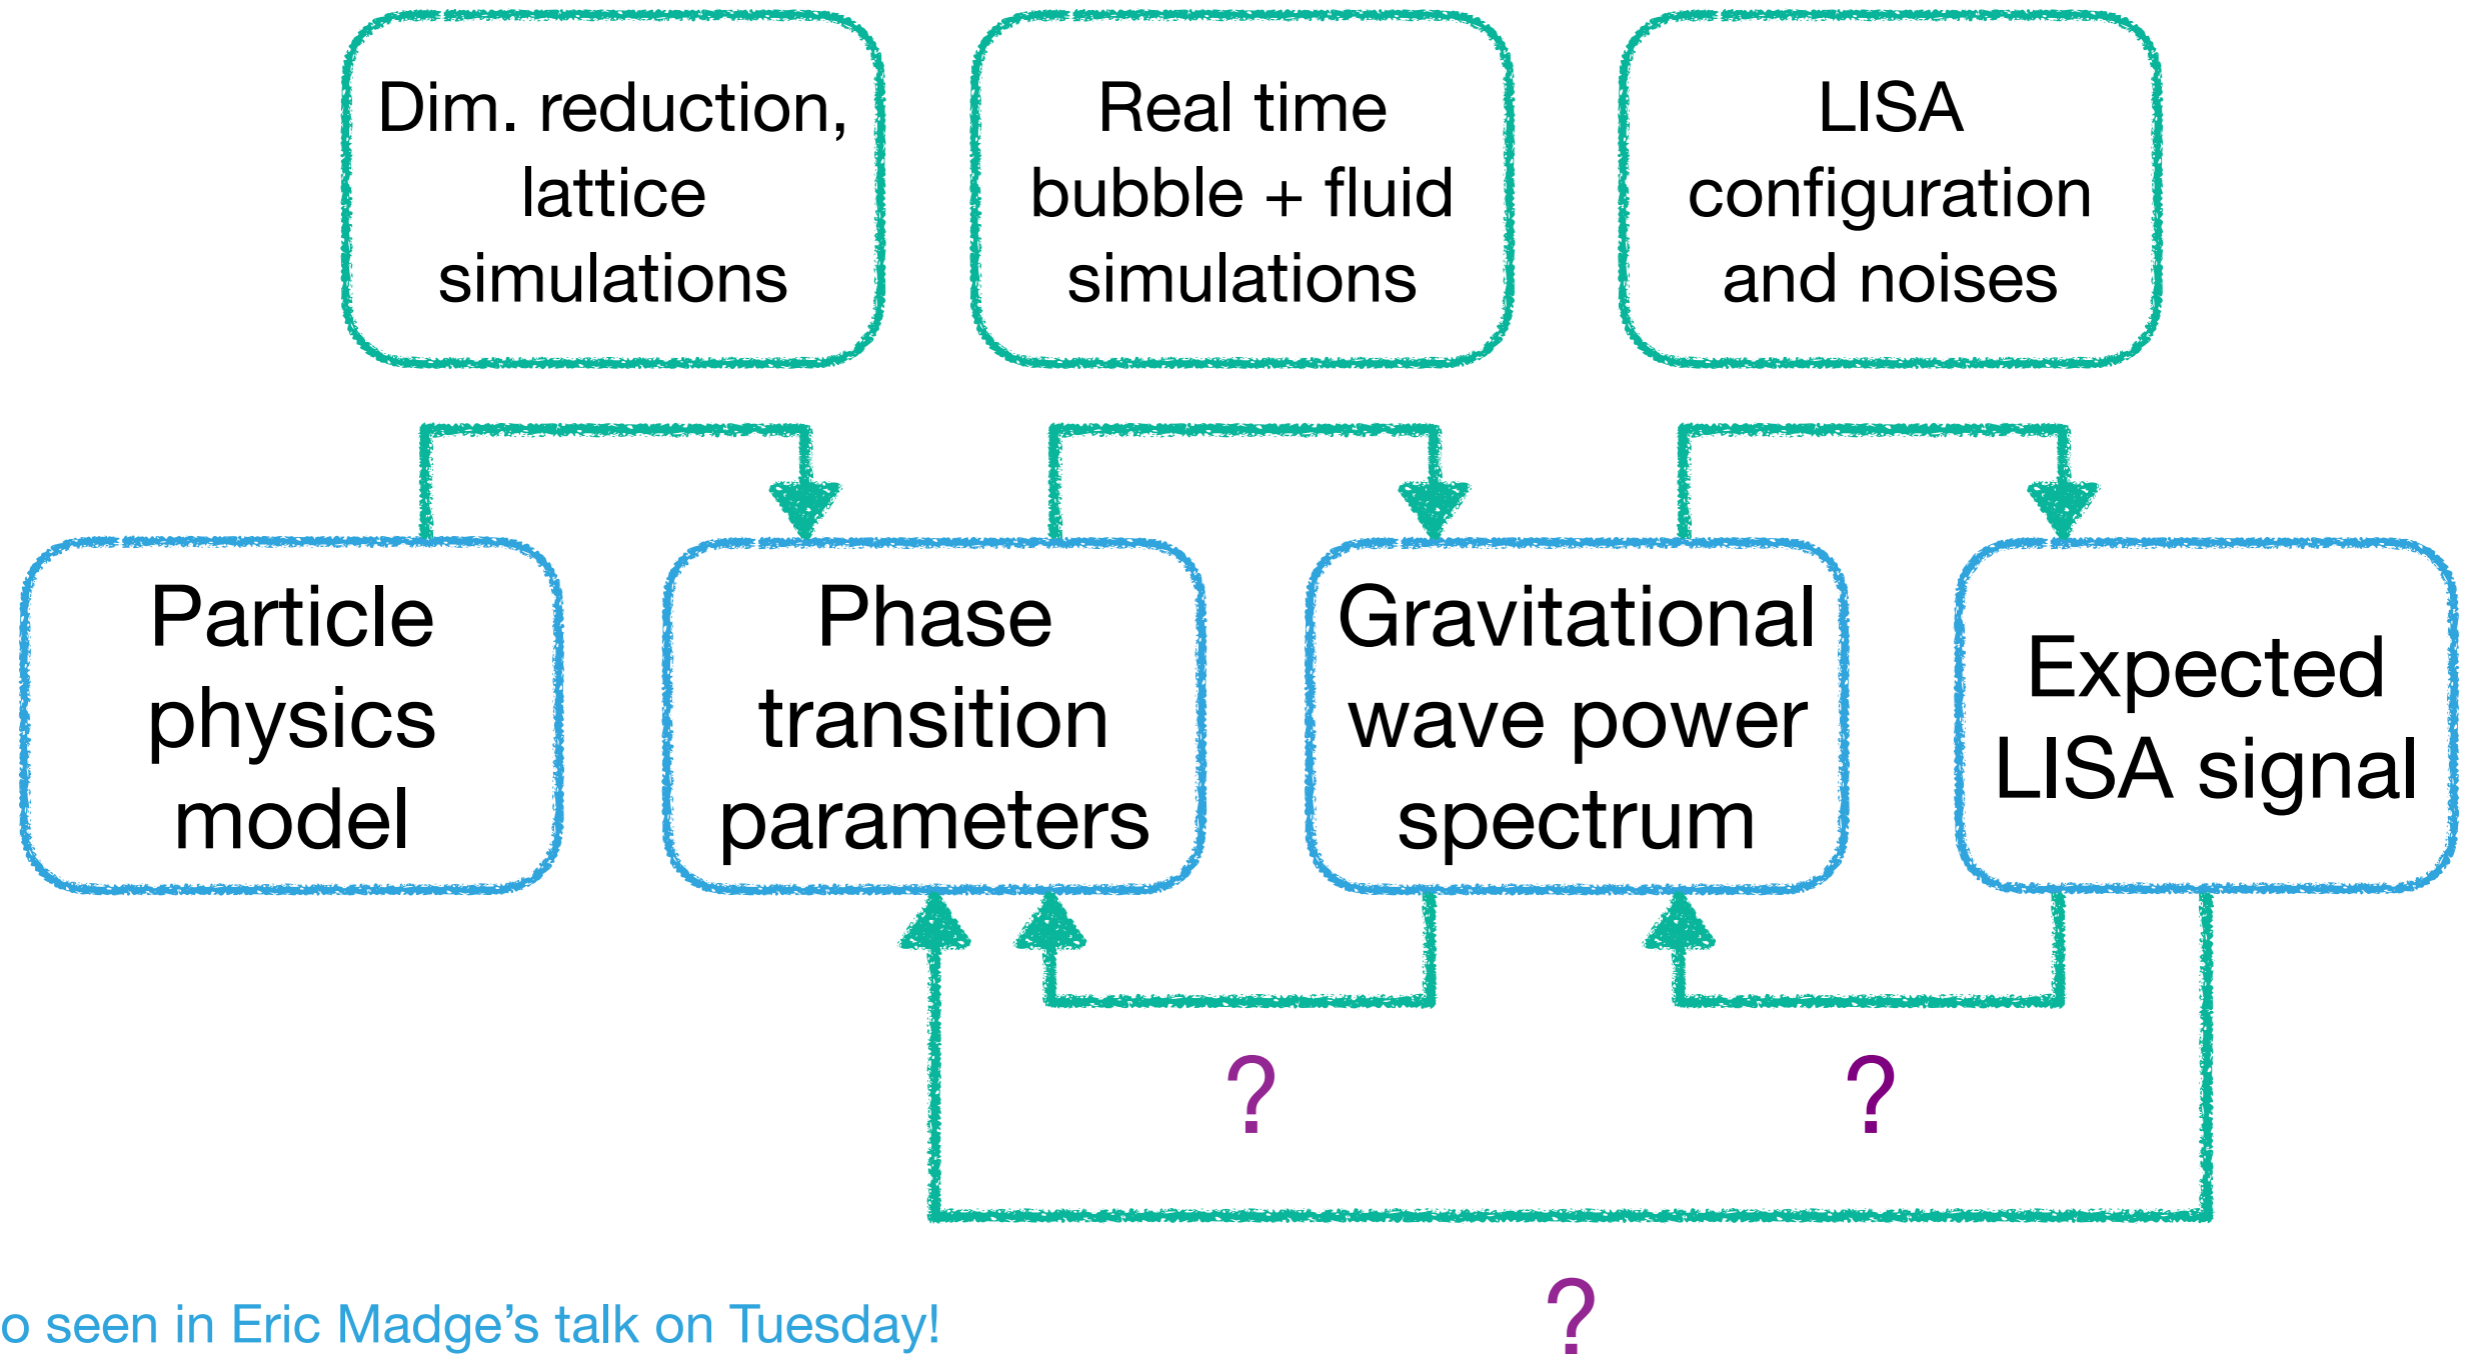 Dim. reduction,
lattice
simulations
Real time
bubble + fluid
simulations
LISA
configuration
and noises
Particle
physics
model
Phase
transition
parameters
Gravitational
wave power
spectrum
Expected
LISA signal
?
?
?
o seen in Eric Madge’s talk on Tuesday!